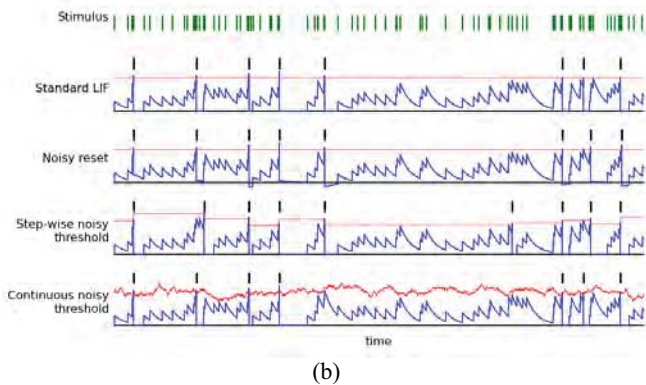 Stimulus
Standard LIF
Noisy reset
Step-wise noisy
threshold
Continuous noisy
threshold
time
(b)